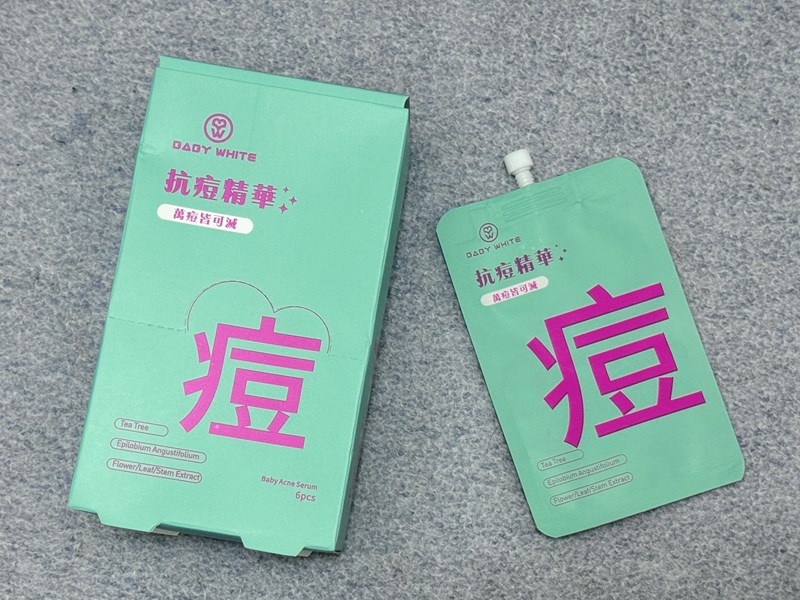 BABY WHITE
抗痘精華
萬痘皆可滅
痘
Tea Tree
Epilobium Angustifolium
Flower/Leaf/Stem Extract
Baby Acne Serum
6pcs
BABY WHITE
抗痘精華
萬痘皆可滅
痘
Tea Tree
Epilobium Angustifolium
Flower/Leaf/Stem Extract